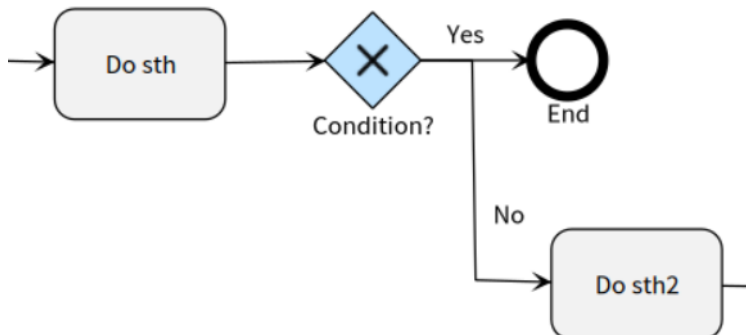 Do sth
Yes
Condition?
End
No
Do sth2